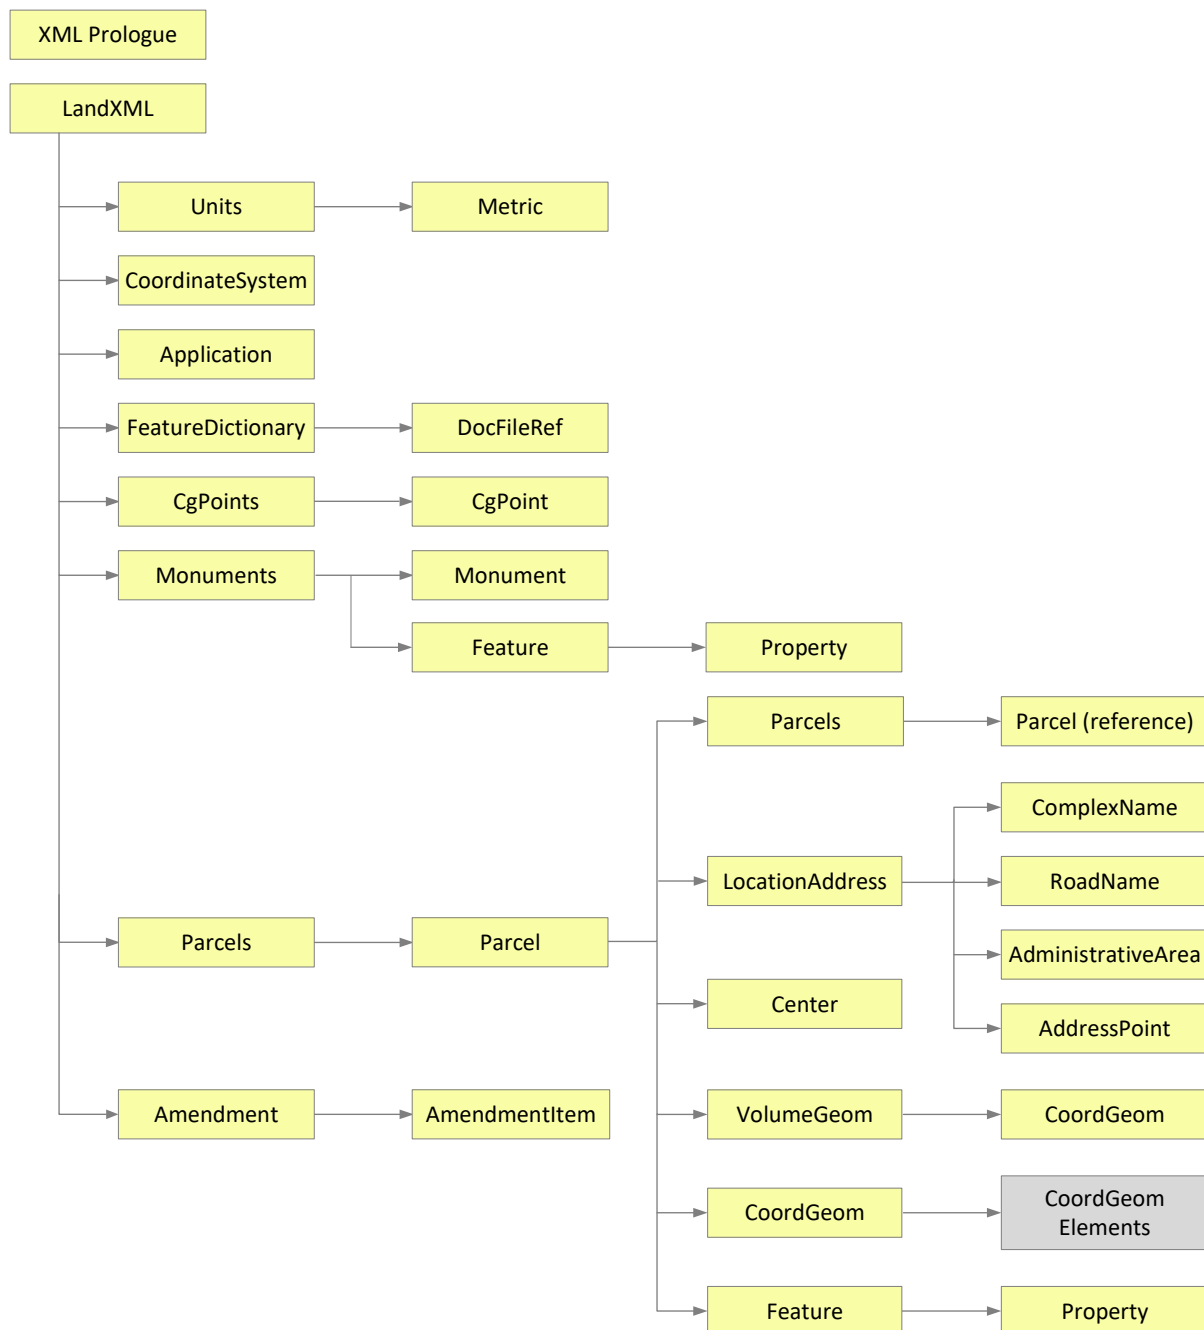 XML Prologue
LandXML
Units
Metric
CoordinateSystem
Application
FeatureDictionary
DocFileRef
CgPoints
CgPoint
Monuments
Monument
Feature
Property
Parcels
Parcel (reference)
ComplexName
LocationAddress
RoadName
Parcels
Parcel
AdministrativeArea
Center
AddressPoint
Amendment
AmendmentItem
VolumeGeom
CoordGeom
CoordGeom
CoordGeom
Elements
Feature
Property